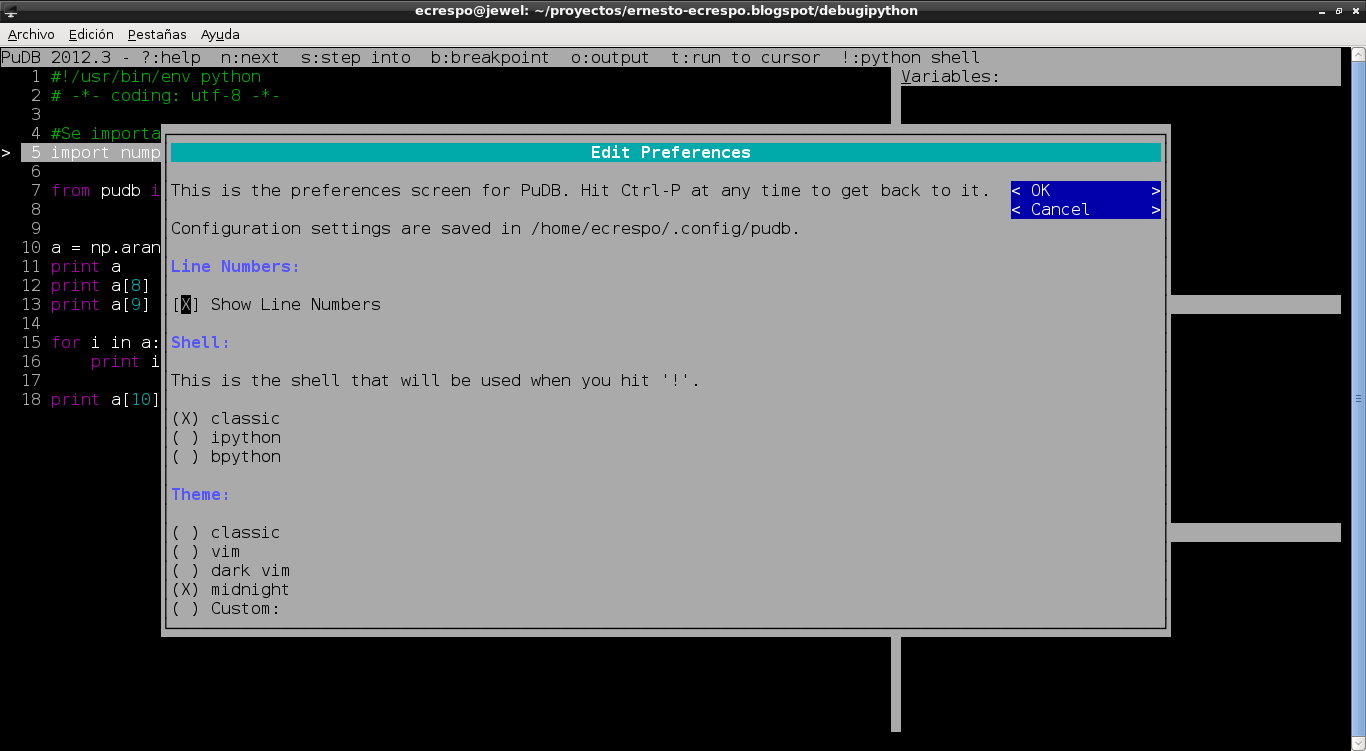 ecrespo@jewel: ~/proyectos/ernesto-ecrespo.blogspot/debugipython
Archivo Edición Pestañas Ayuda
PuDB 2012.3 - ?:help n:next s:step into b:breakpoint o:output t:run to cursor !:python shell
1 #!/usr/bin/env python
Variables:
2 # -*- coding: utf-8 -*-
3
4 #Se importa
> 5 import nump
6
7 from pudb i
8
9
10 a = np.aran
11 print a
12 print a[8]
13 print a[9]
14
15 for i in a:
16 print i
17
18 print a[10]
Edit Preferences
This is the preferences screen for PuDB. Hit Ctrl-P at any time to get back to it.
< OK >
< Cancel >
Configuration settings are saved in /home/ecrespo/.config/pudb.
Line Numbers:
[X] Show Line Numbers
Shell:
This is the shell that will be used when you hit '!'.
(X) classic
( ) ipython
( ) bpython
Theme:
( ) classic
( ) vim
( ) dark vim
(X) midnight
( ) Custom: